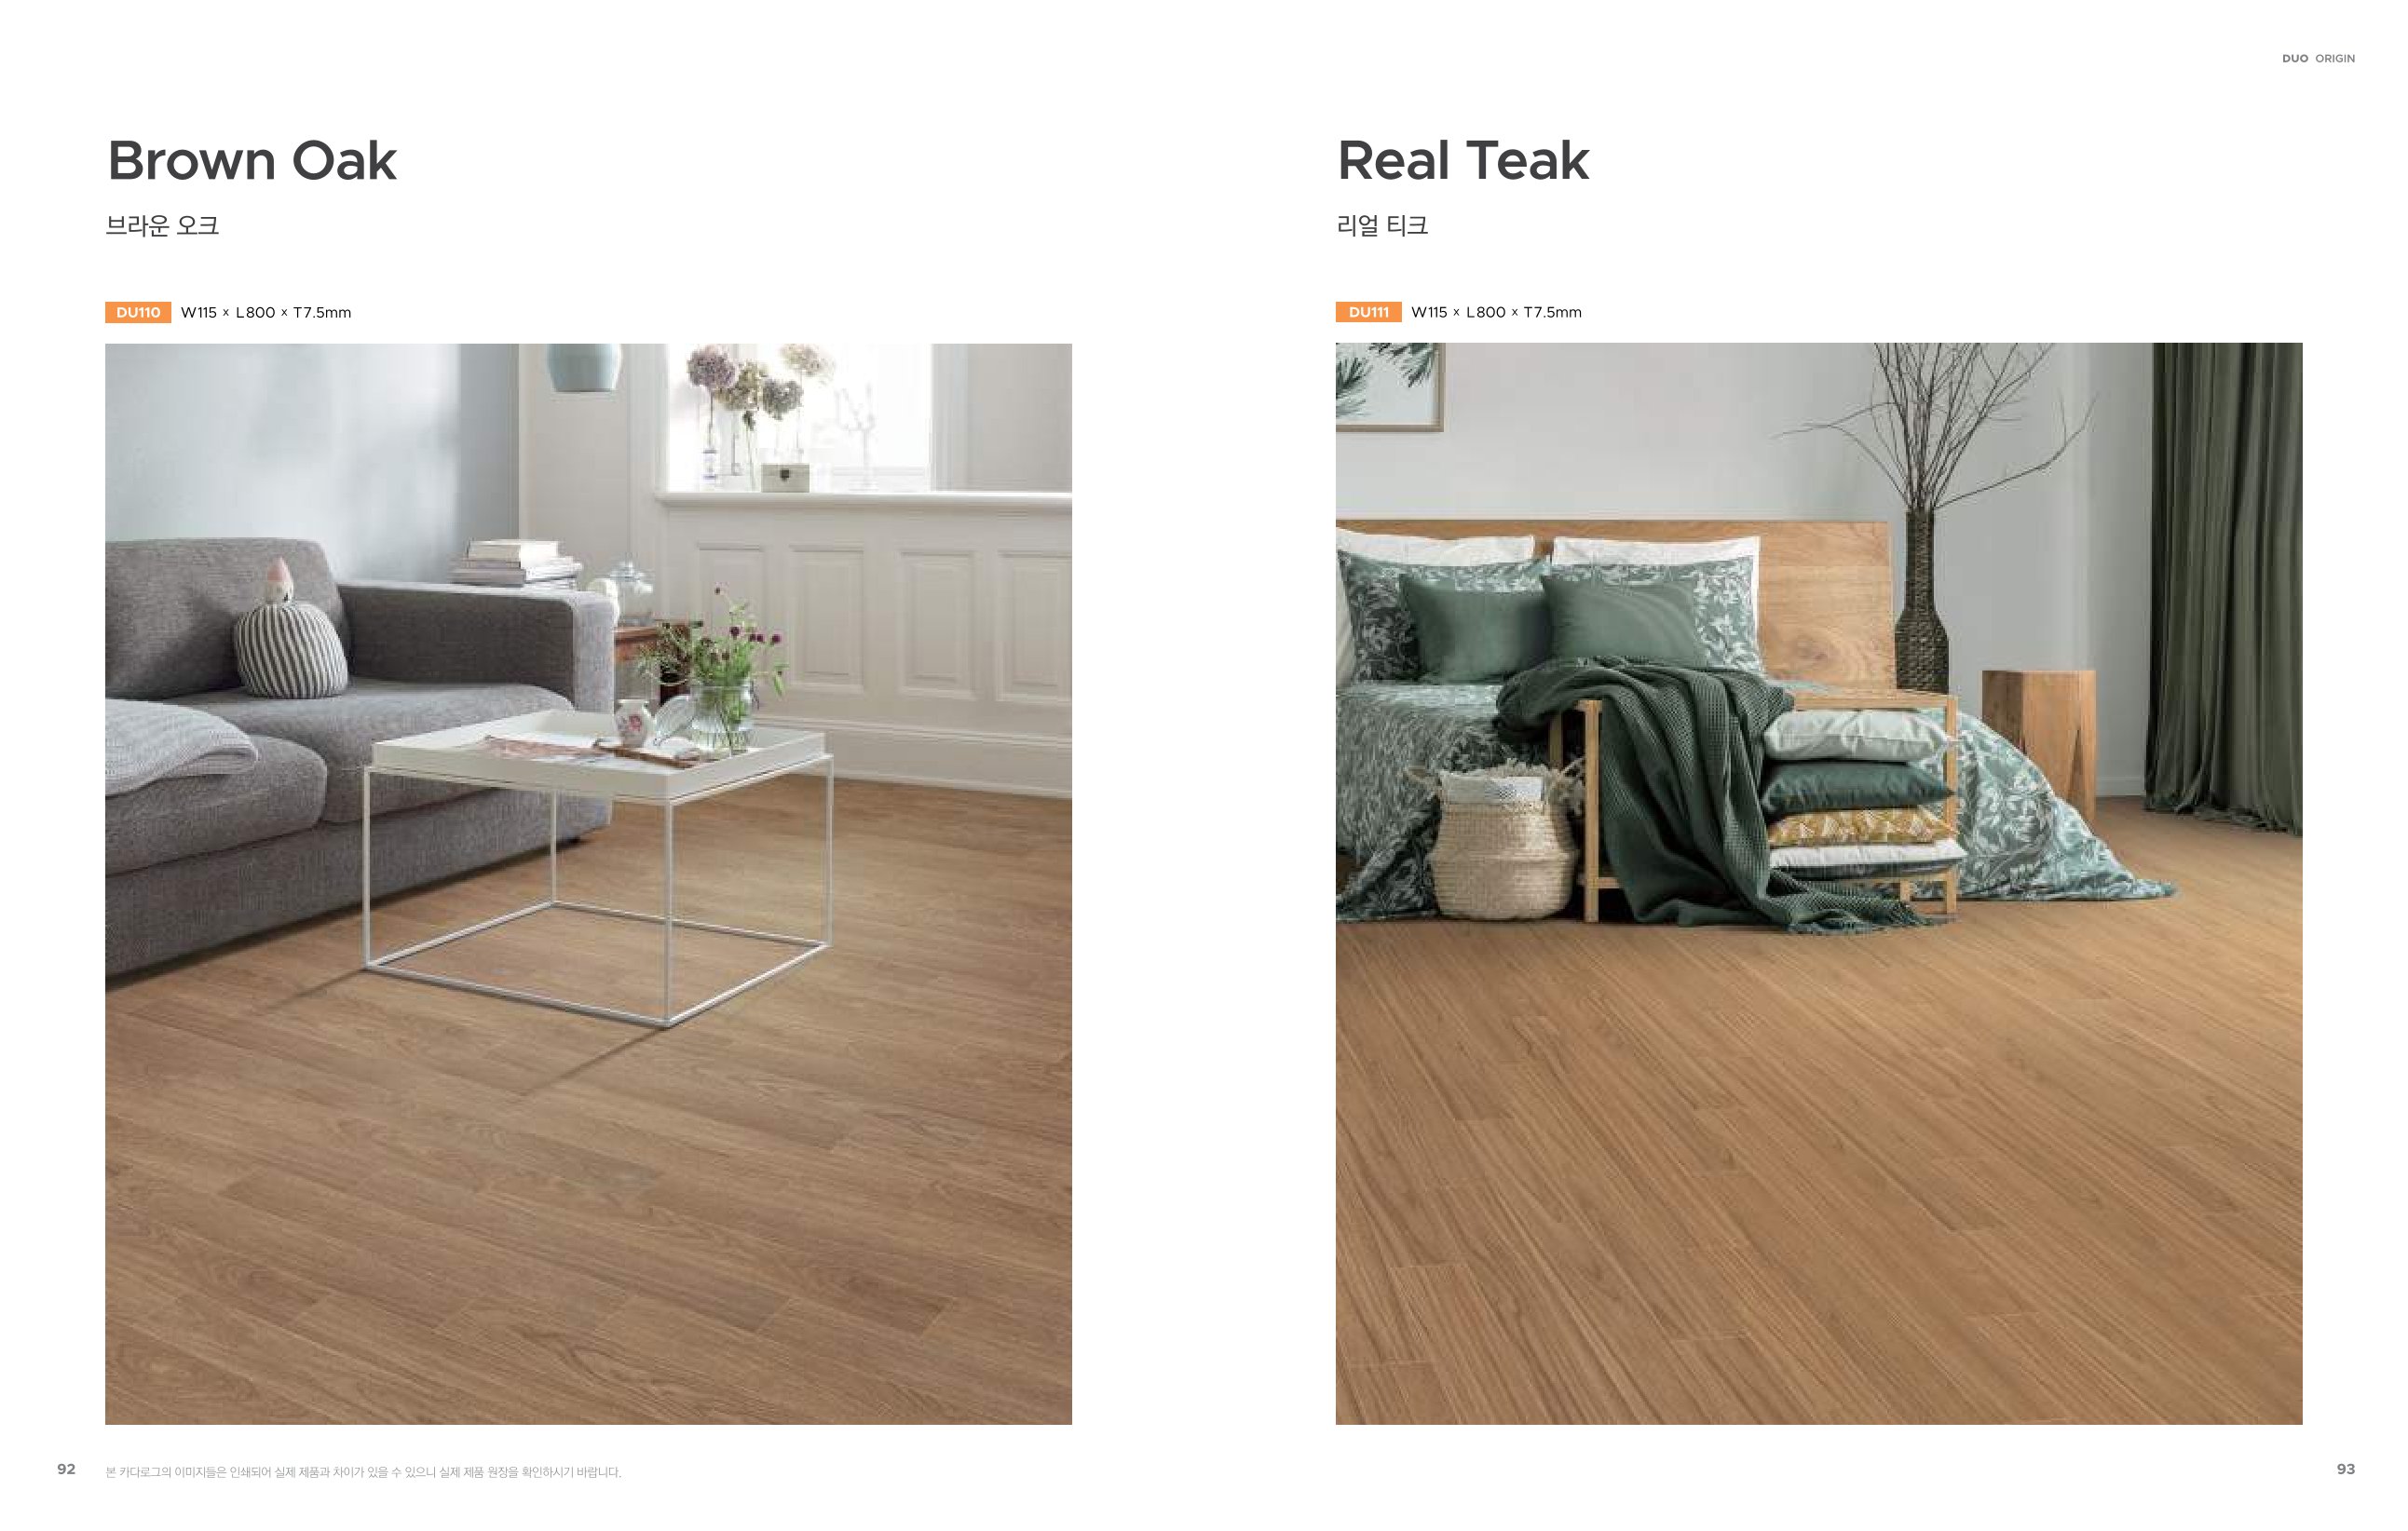 DUO ORIGIN
Brown Oak
브라운 오크
DU110 W115 × L800 × T7.5mm
Real Teak
리얼 티크
DU111 W115 × L800 × T7.5mm
92 본 카다로그의 이미지들은 인쇄되어 실제 제품과 차이가 있을 수 있으니 실제 제품 원장을 확인하시기 바랍니다.
93